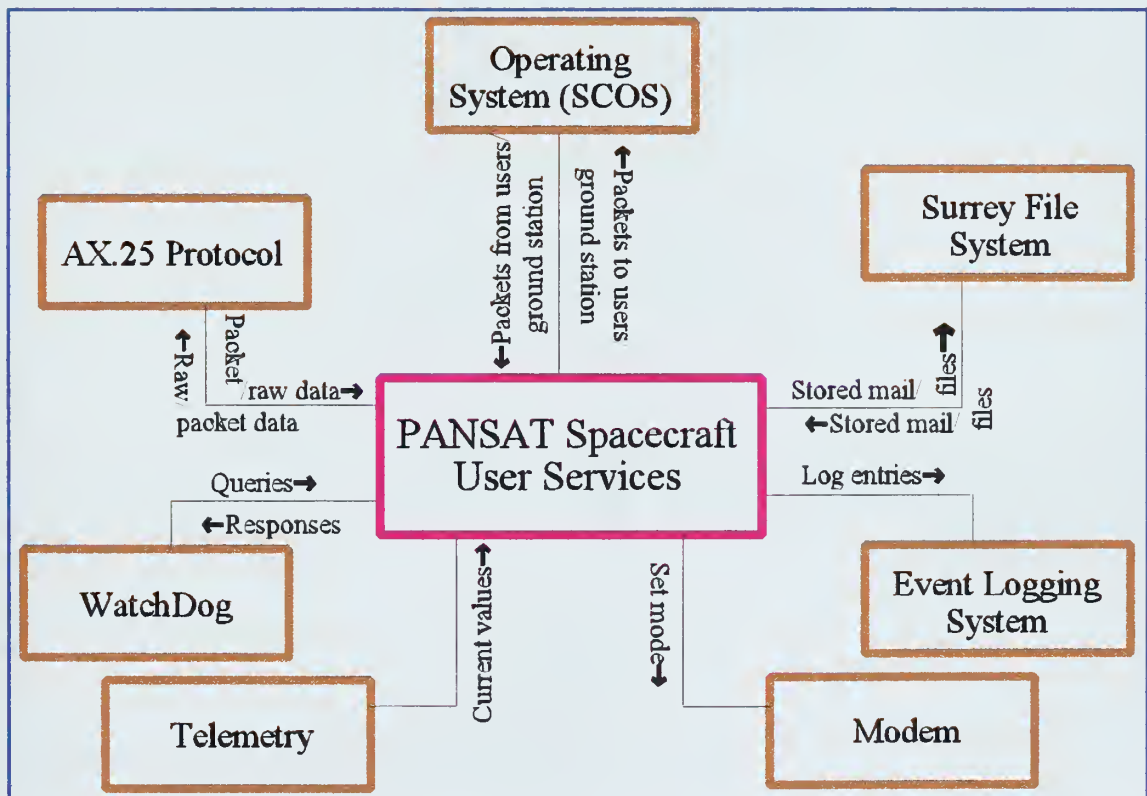 Operating
System (SCOS)
←Packets from users/
ground station
←Packets to users/
ground station
Surrey File
System
AX.25 Protocol
←Raw/
packet data
Packet
/raw data→
Stored mail/
files→
←Stored mail/
files
PANSAT Spacecraft
User Services
Queries→
←Responses
Log entries→
WatchDog
Current values→
Set mode→
Event Logging
System
Telemetry
Modem